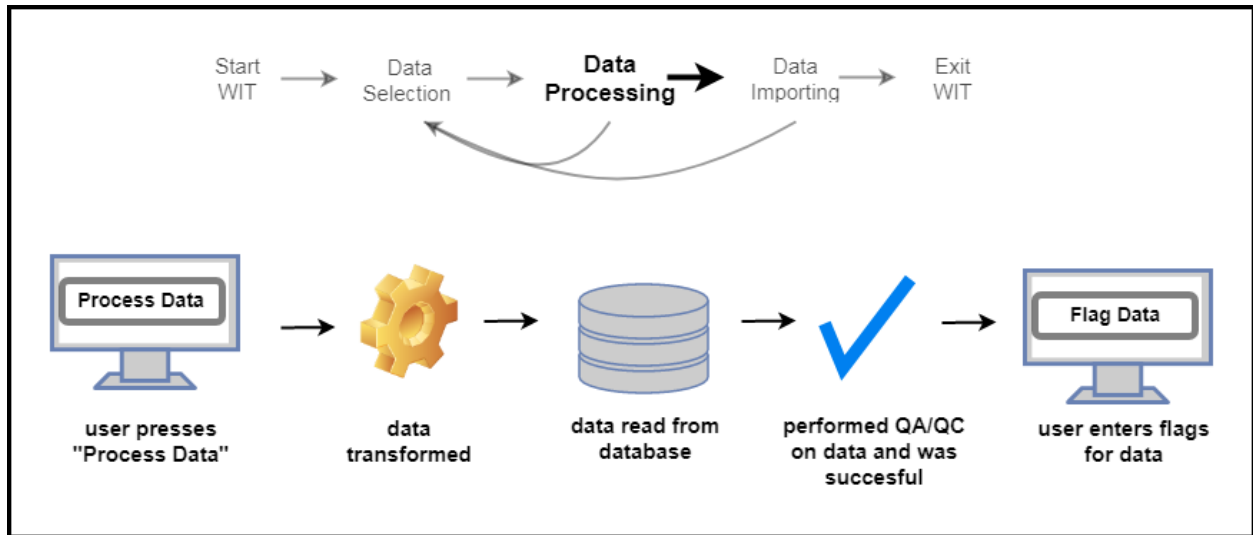 Start
WIT
Data
Selection
Data
Processing
Data
Importing
Exit
WIT
Process Data
Flag Data
user presses
"Process Data"
data
transformed
data read from
database
performed QA/QC
on data and was
succesful
user enters flags
for data